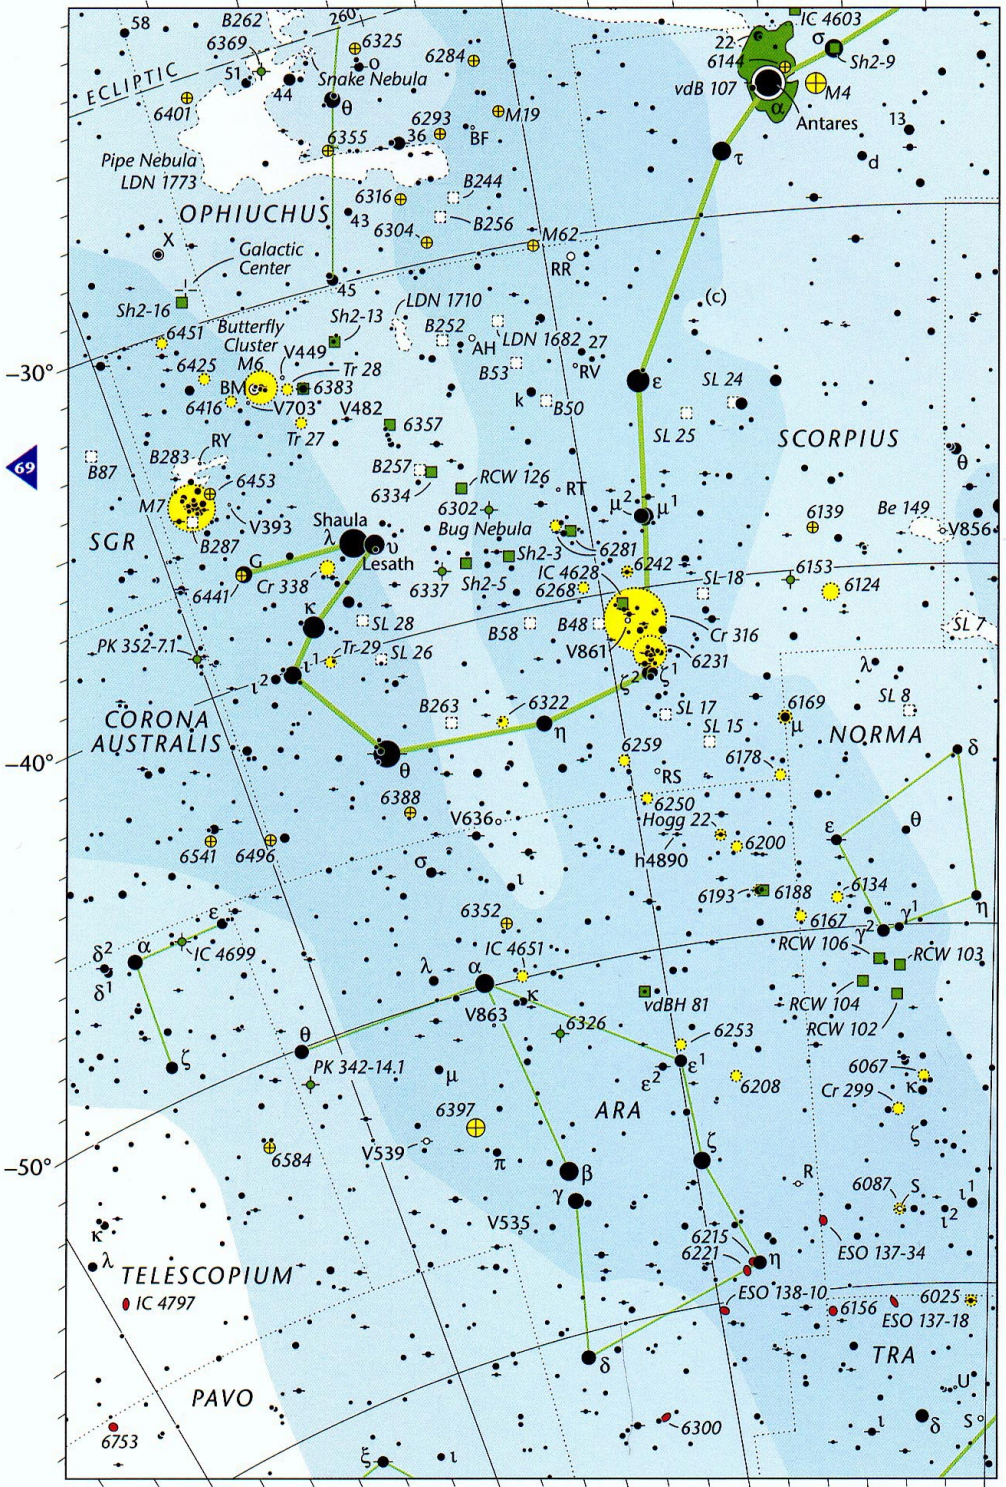 58
B262
6369
260°
6325
22
IC 4603
σ
ECLIPTIC
51
44
Snake Nebula
ο
6284
6144
Sh2-9
vdB 107
M4
6401
θ
M19
α
Antares
13
6355
36
6293
BF
τ
d
Pipe Nebula
LDN 1773
6316
B244
OPHIUCHUS
43
B256
6304
M62
X
Galactic
Center
RR
45
(c)
Sh2-16
LDN 1710
Sh2-13
6451
Butterfly
Cluster
B252
AH
LDN 1682
27
–30°
6425
M6
V449
Tr 28
B53
RV
ε
SL 24
BM
6383
k
B50
6416
V703
V482
6357
SL 25
SCORPIUS
Tr 27
69
B87
B283
RY
B257
RCW 126
θ
6453
6334
RT
M7
6302
μ²
μ¹
6139
Be 149
V393
Shaula
Bug Nebula
V856
SGR
B287
λ
υ
Lesath
Sh2-3
6281
G
Cr 338
6242
IC 4628
SL 18
6153
6441
6337
Sh2-5
6268
6124
κ
SL 28
B58
B48
Cr 316
SL 7
PK 352-7.1
Tr 29
V861
6231
ι¹
SL 26
λ
ι²
ζ²
ζ¹
SL 8
CORONA
AUSTRALIS
B263
6322
SL 17
6169
η
SL 15
μ
NORMA
–40°
θ
6259
6178
δ
6388
RS
6250
V636
Hogg 22
ε
θ
6541
6496
h4890
6200
σ
ι
6193
6188
6134
ε
6352
6167
γ²
γ¹
η
δ²
α
IC 4699
IC 4651
RCW 106
RCW 103
δ¹
λ
α
κ
vdBH 81
RCW 104
V863
6326
RCW 102
θ
6253
ζ
PK 342-14.1
ε²
ε¹
6067
μ
6208
κ
6397
ARA
Cr 299
ζ
–50°
6584
V539
π
ζ
β
R
6087
S
ι¹
γ
ι²
κ
V535
6215
λ
6221
η
ESO 137-34
TELESCOPIUM
IC 4797
ESO 138-10
6025
6156
ESO 137-18
δ
TRA
PAVO
U
6753
6300
ι
δ
S
ξ
ι